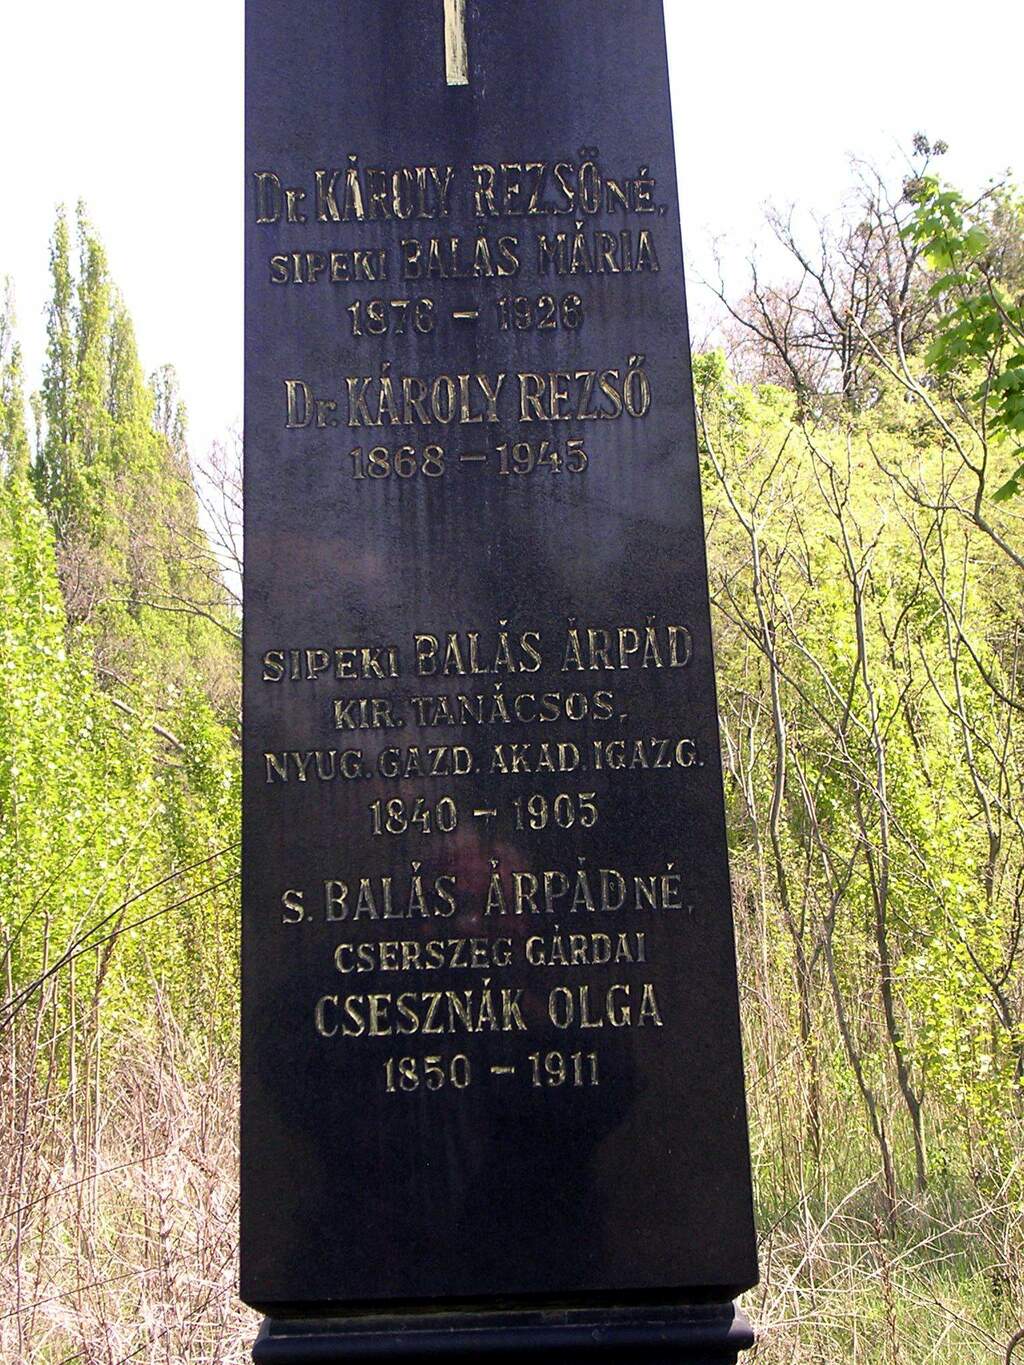 Dr. KÁROLY REZSŐNÉ,
SIPEKI BALÁS MÁRIA
1876 – 1926
Dr. KÁROLY REZSŐ
1868 – 1945
SIPEKI BALÁS ÁRPÁD
KIR. TANÁCSOS,
NYUG. GAZD. AKAD. IGAZG.
1840 – 1905
S. BALÁS ÁRPÁDNÉ,
CSERSZEG GÁRDAI
CSESZNÁK OLGA
1850 – 1911